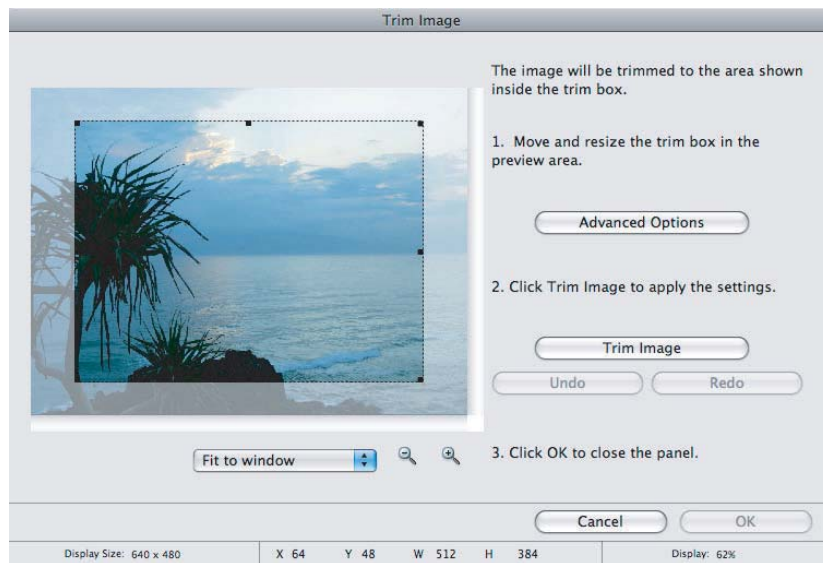 Trim Image
The image will be trimmed to the area shown
inside the trim box.
1. Move and resize the trim box in the
preview area.
Advanced Options
2. Click Trim Image to apply the settings.
Trim Image
Undo Redo
Fit to window
3. Click OK to close the panel.
Cancel OK
Display Size: 640 x 480 X 64 Y 48 W 512 H 384 Display: 62%